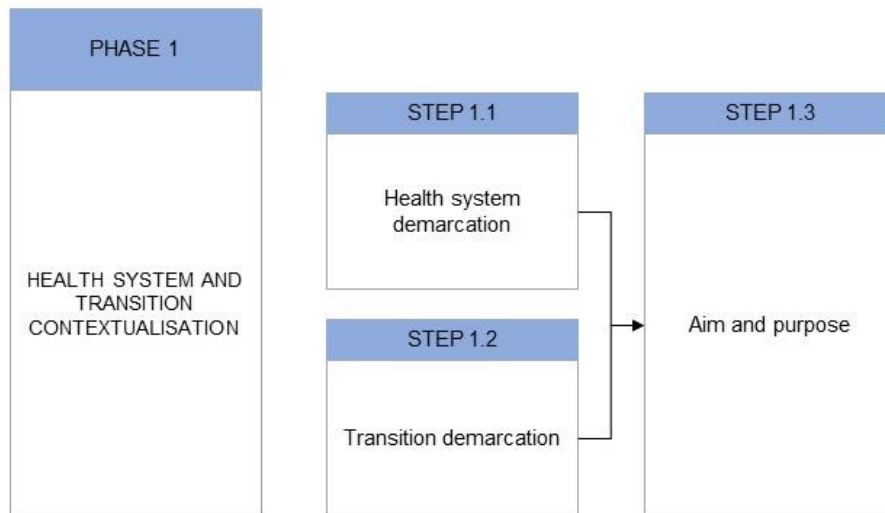 PHASE 1
HEALTH SYSTEM AND
TRANSITION
CONTEXTUALISATION
STEP 1.1
Health system
demarcation
STEP 1.2
Transition demarcation
STEP 1.3
Aim and purpose